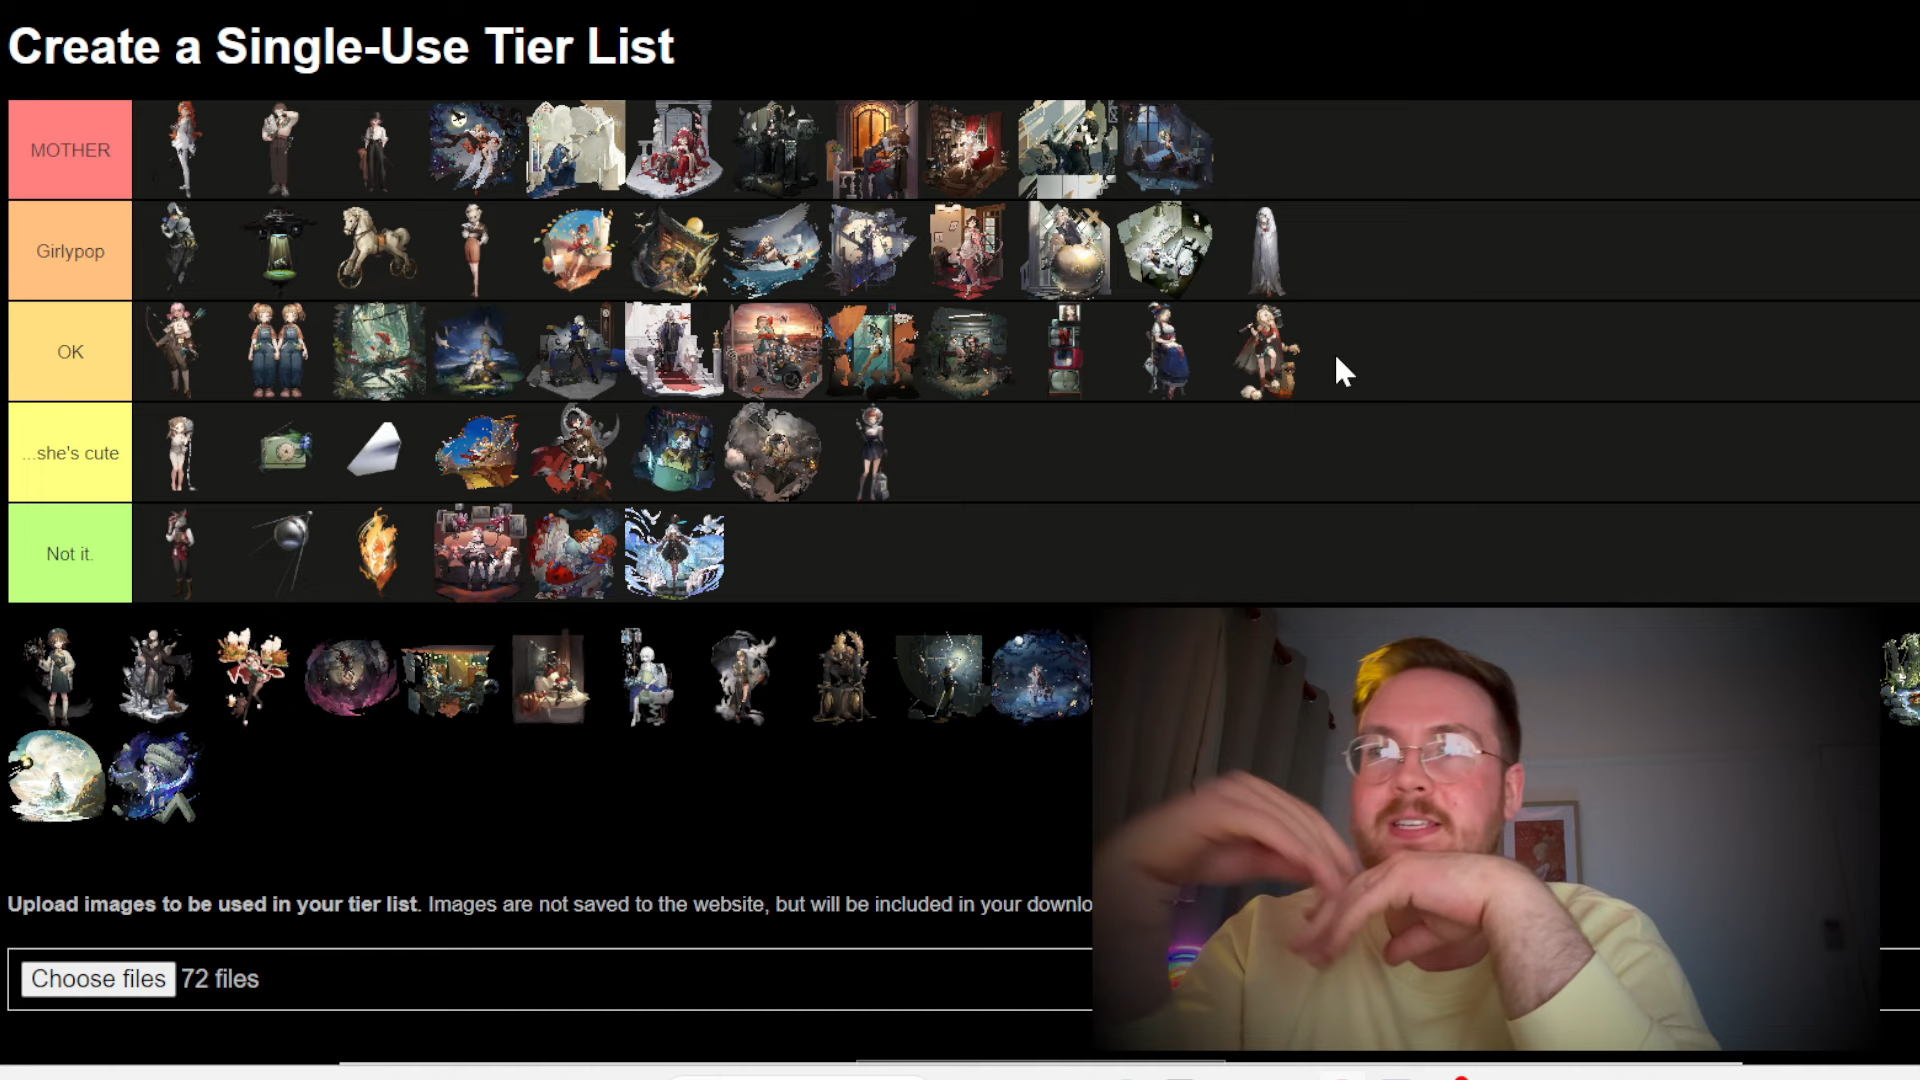 Create a Single-Use Tier List
MOTHER
Girlypop
OK
...she's cute
Not it.
Upload images to be used in your tier list. Images are not saved to the website, but will be included in your downlo
Choose files 72 files